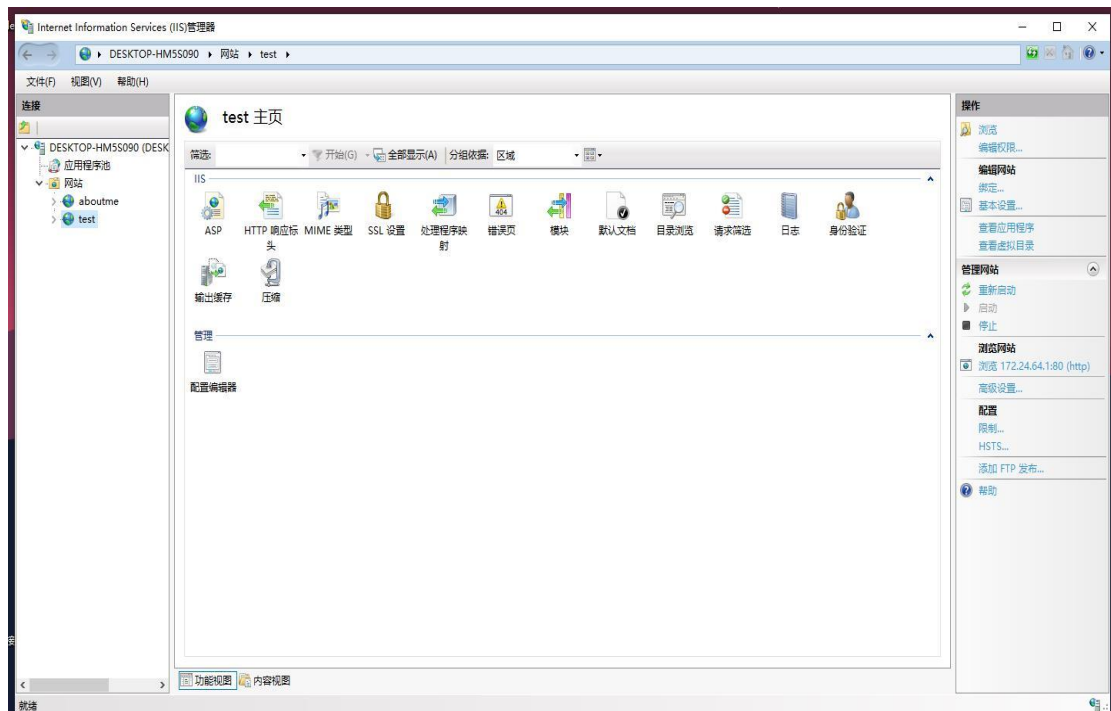 Internet Information Services (IIS)管理器
DESKTOP-HM5S090 网站 test
文件(F) 视图(V) 帮助(H)
连接
DESKTOP-HM5S090 (DESK
应用程序池
网站
aboutme
test
test 主页
筛选: 开始(G) 全部显示(A) 分组依据: 区域
IIS
ASP HTTP 响应标 MIME 类型 SSL 设置 处理程序映 错误页 模块 默认文档 目录浏览 请求筛选 日志 身份验证
头 射
404
输出缓存 压缩
管理
配置编辑器
功能视图 内容视图
就绪
操作
浏览
编辑权限...
编辑网站
绑定...
基本设置...
查看应用程序
查看虚拟目录
管理网站
重新启动
启动
停止
浏览网站
浏览 172.24.64.1:80 (http)
高级设置...
配置
限制...
HSTS...
添加 FTP 发布...
帮助